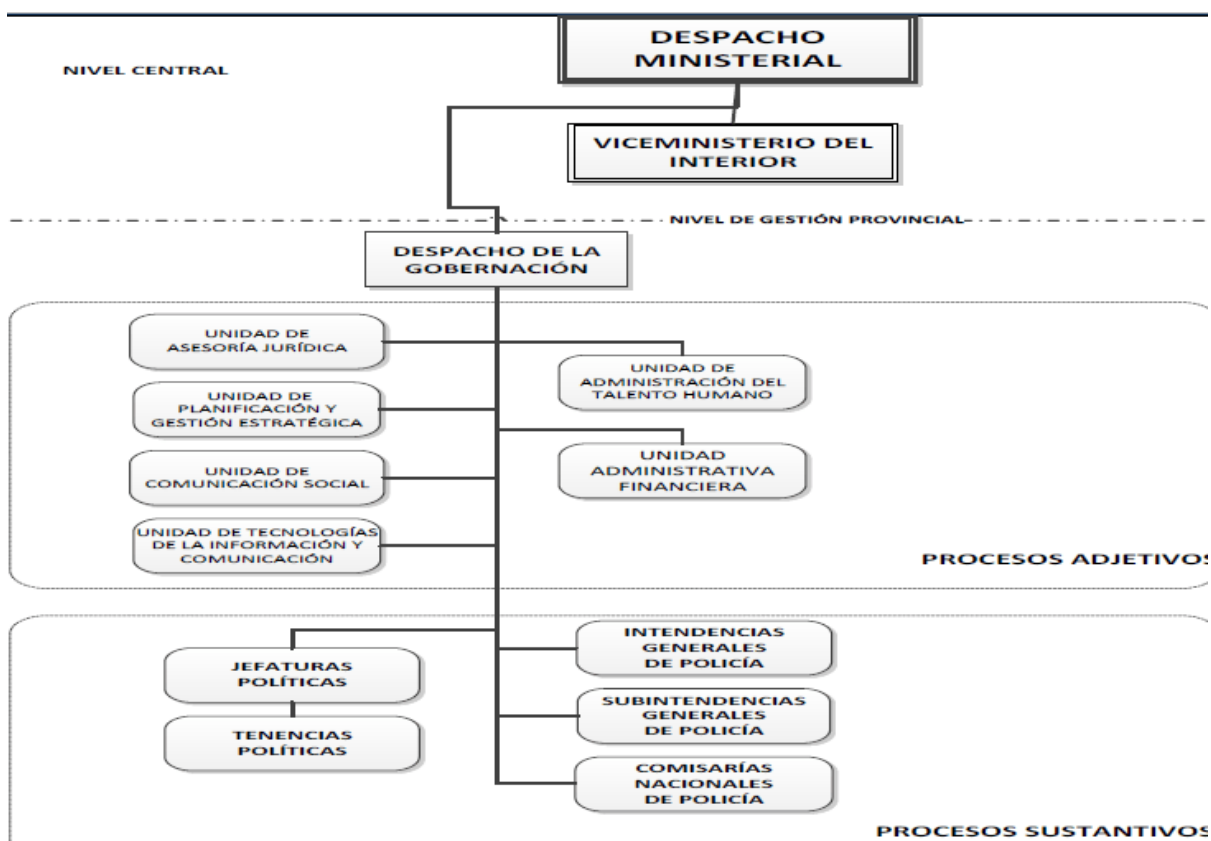 DESPACHO
MINISTERIAL
NIVEL CENTRAL
VICEMINISTERIO DEL
INTERIOR
NIVEL DE GESTIÓN PROVINCIAL
DESPACHO DE LA
GOBERNACIÓN
UNIDAD DE
ASESORÍA JURÍDICA
UNIDAD DE
ADMINISTRACIÓN DEL
TALENTO HUMANO
UNIDAD DE
PLANIFICACIÓN Y
GESTIÓN ESTRATÉGICA
UNIDAD
ADMINISTRATIVA
FINANCIERA
UNIDAD DE
COMUNICACIÓN SOCIAL
UNIDAD DE TECNOLOGÍAS
DE LA INFORMACIÓN Y
COMUNICACIÓN
PROCESOS ADJETIVOS
INTENDENCIAS
GENERALES
DE POLICÍA
JEFATURAS
POLÍTICAS
SUBINTENDENCIAS
GENERALES
DE POLICÍA
TENENCIAS
POLÍTICAS
COMISARÍAS
NACIONALES
DE POLICÍA
PROCESOS SUSTANTIVOS